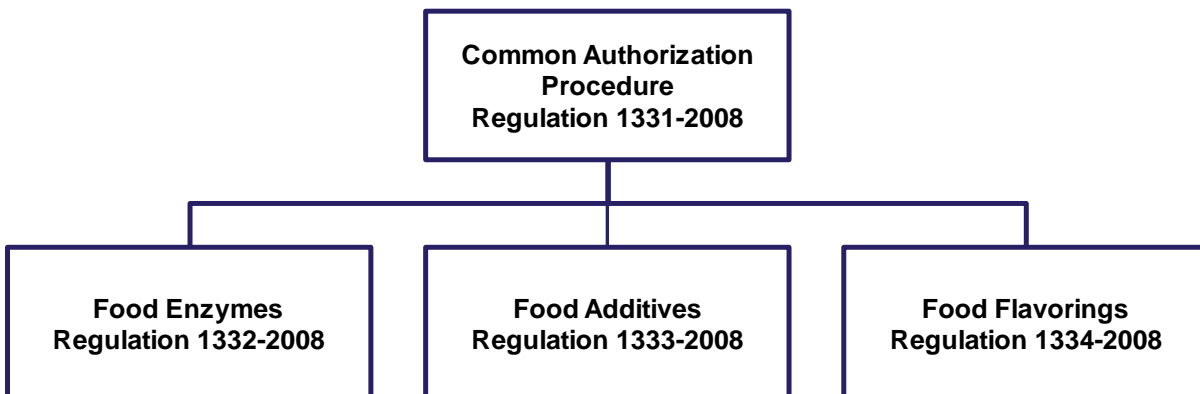 Common Authorization
Procedure
Regulation 1331-2008
Food Enzymes
Regulation 1332-2008
Food Additives
Regulation 1333-2008
Food Flavorings
Regulation 1334-2008